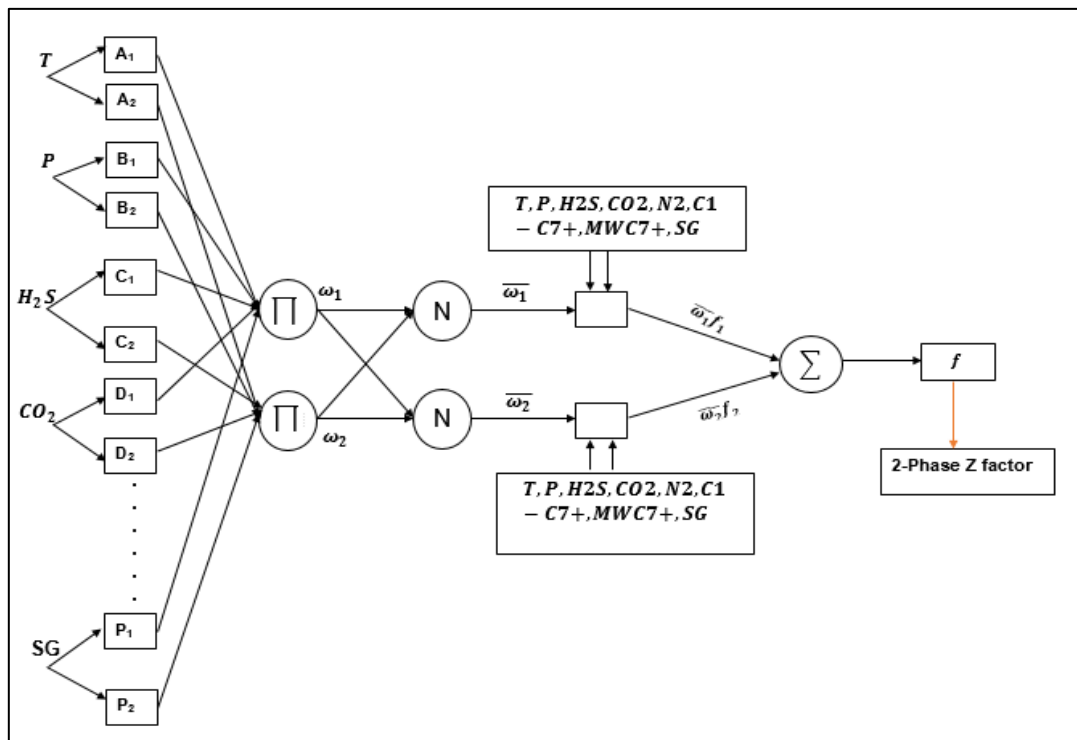 T
A₁
A₂
P
B₁
B₂
H₂S
C₁
C₂
CO₂
D₁
D₂
SG
P₁
P₂
∏
ω₁
∏
ω₂
N
N
ω̅₁
ω̅₂
T, P, H2S, CO2, N2, C1
− C7+, MWC7+, SG
T, P, H2S, CO2, N2, C1
− C7+, MWC7+, SG
ω̅₁f₁
ω̅₂f₂
∑
f
2-Phase Z factor